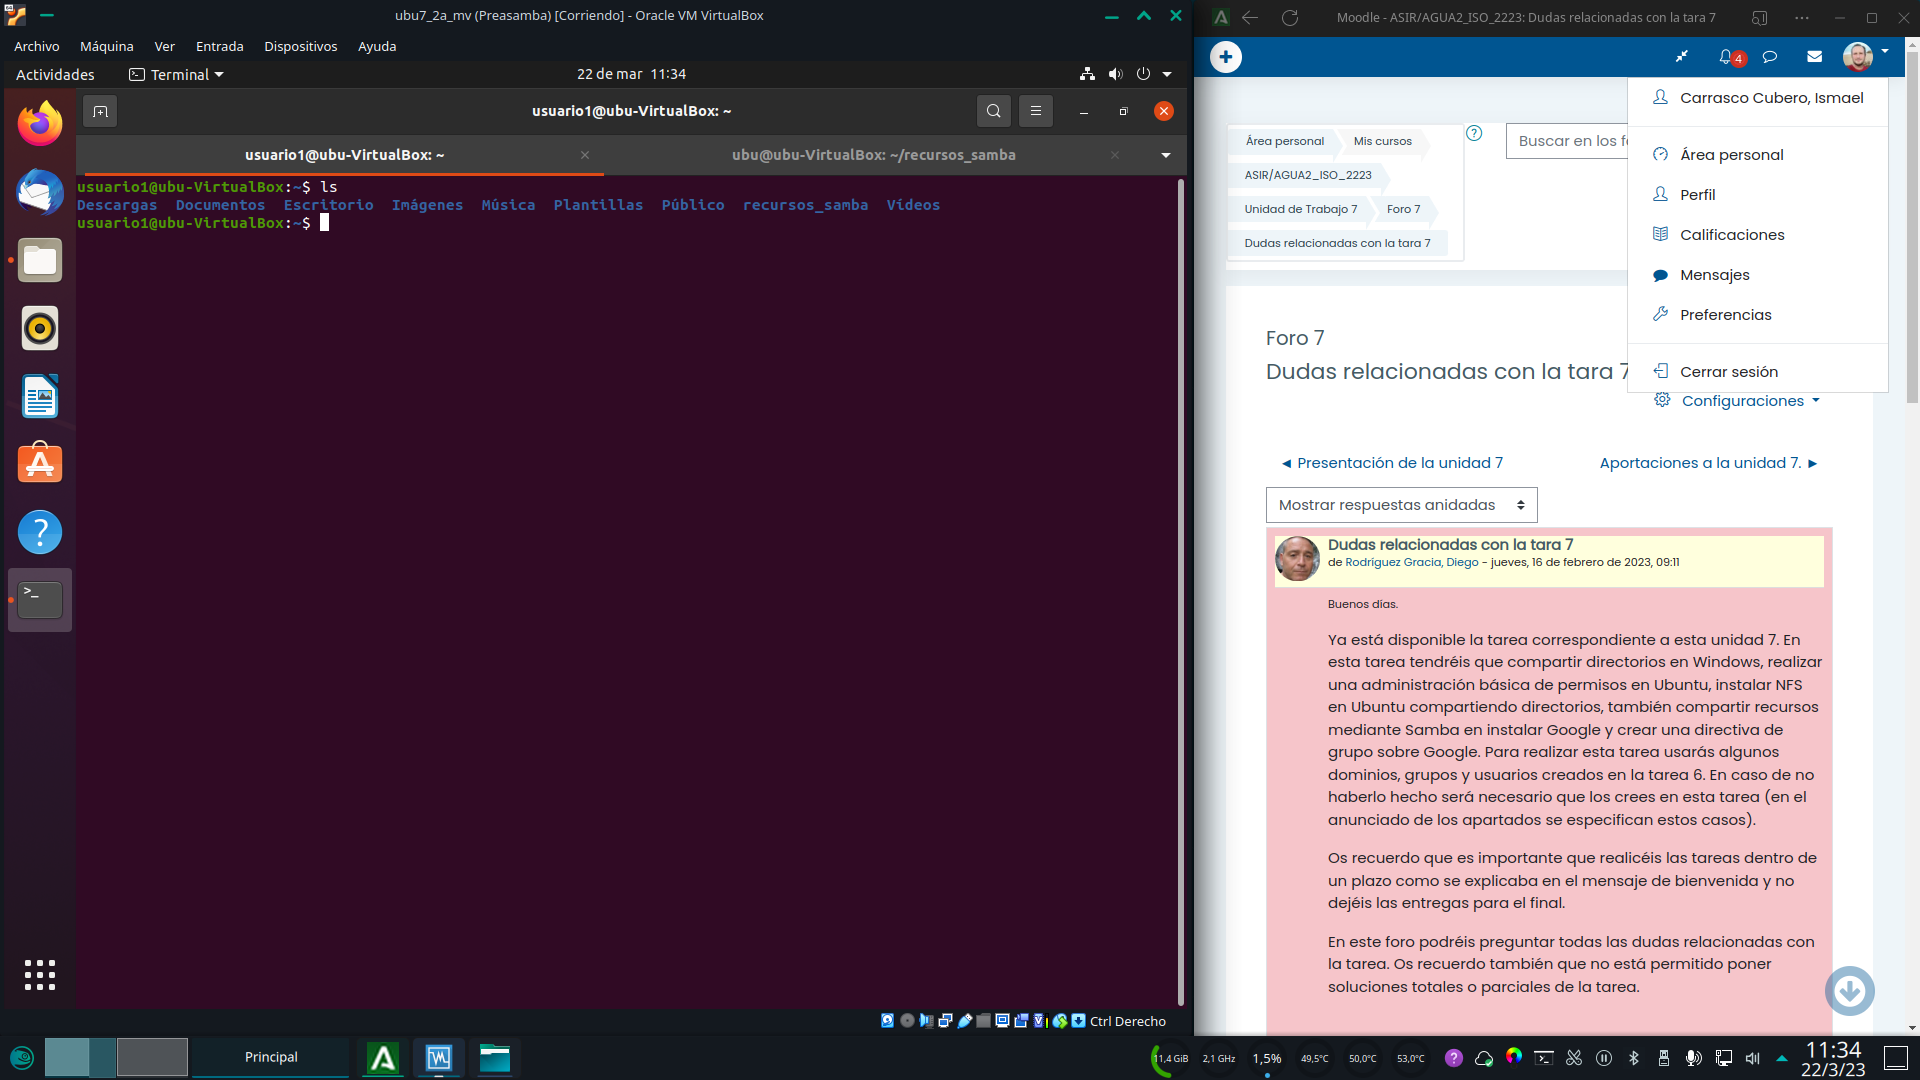 ubu7_2a_mv (Preasamba) [Corriendo] - Oracle VM VirtualBox
Archivo Máquina Ver Entrada Dispositivos Ayuda
Actividades Terminal 22 de mar 11:34
usuario1@ubu-VirtualBox: ~
usuario1@ubu-VirtualBox: ~ ubu@ubu-VirtualBox: ~/recursos_samba
usuario1@ubu-VirtualBox:~$ ls
Descargas Documentos Escritorio Imágenes Música Plantillas Público recursos_samba Vídeos
usuario1@ubu-VirtualBox:~$
Ctrl Derecho
Moodle - ASIR/AGUA2_ISO_2223: Dudas relacionadas con la tara 7
4
Carrasco Cubero, Ismael
Área personal
Perfil
Calificaciones
Mensajes
Preferencias
Cerrar sesión
Área personal Mis cursos
ASIR/AGUA2_ISO_2223
Unidad de Trabajo 7 Foro 7
Dudas relacionadas con la tara 7
?
Buscar en los
Foro 7
Dudas relacionadas con la tara 7
Configuraciones
◄ Presentación de la unidad 7 Aportaciones a la unidad 7. ►
Mostrar respuestas anidadas
Dudas relacionadas con la tara 7
de Rodríguez Gracia, Diego - jueves, 16 de febrero de 2023, 09:11
Buenos días.
Ya está disponible la tarea correspondiente a esta unidad 7. En
esta tarea tendréis que compartir directorios en Windows, realizar
una administración básica de permisos en Ubuntu, instalar NFS
en Ubuntu compartiendo directorios, también compartir recursos
mediante Samba en instalar Google y crear una directiva de
grupo sobre Google. Para realizar esta tarea usarás algunos
dominios, grupos y usuarios creados en la tarea 6. En caso de no
haberlo hecho será necesario que los crees en esta tarea (en el
anunciado de los apartados se especifican estos casos).
Os recuerdo que es importante que realicéis las tareas dentro de
un plazo como se explicaba en el mensaje de bienvenida y no
dejéis las entregas para el final.
En este foro podréis preguntar todas las dudas relacionadas con
la tarea. Os recuerdo también que no está permitido poner
soluciones totales o parciales de la tarea.
Principal
11,4 GiB 2,1 GHz 1,5% 49,5°C 50,0°C 53,0°C
11:34
22/3/23